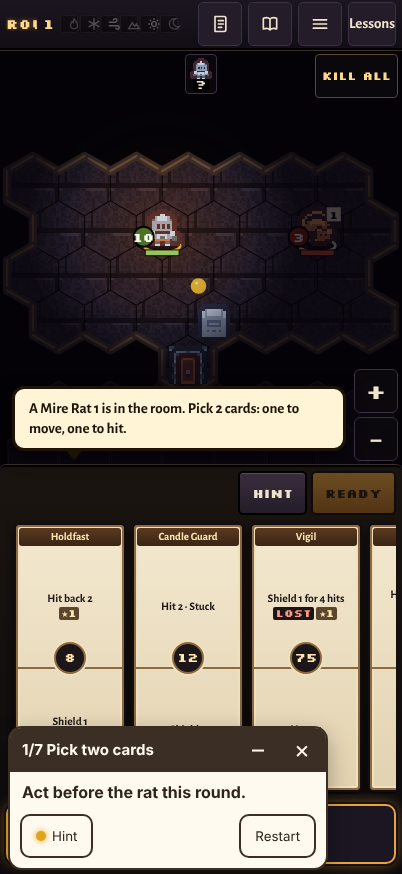 ROU 1
Lessons
?
KILL ALL
10
3
1
A Mire Rat 1 is in the room. Pick 2 cards: one to
move, one to hit.
+
–
HINT
READY
Holdfast
Candle Guard
Vigil
Hit back 2
★1
Hit 2 · Stuck
Shield 1 for 4 hits
LOST ★1
8
12
75
Shield 1
1/7 Pick two cards
Act before the rat this round.
Hint
Restart